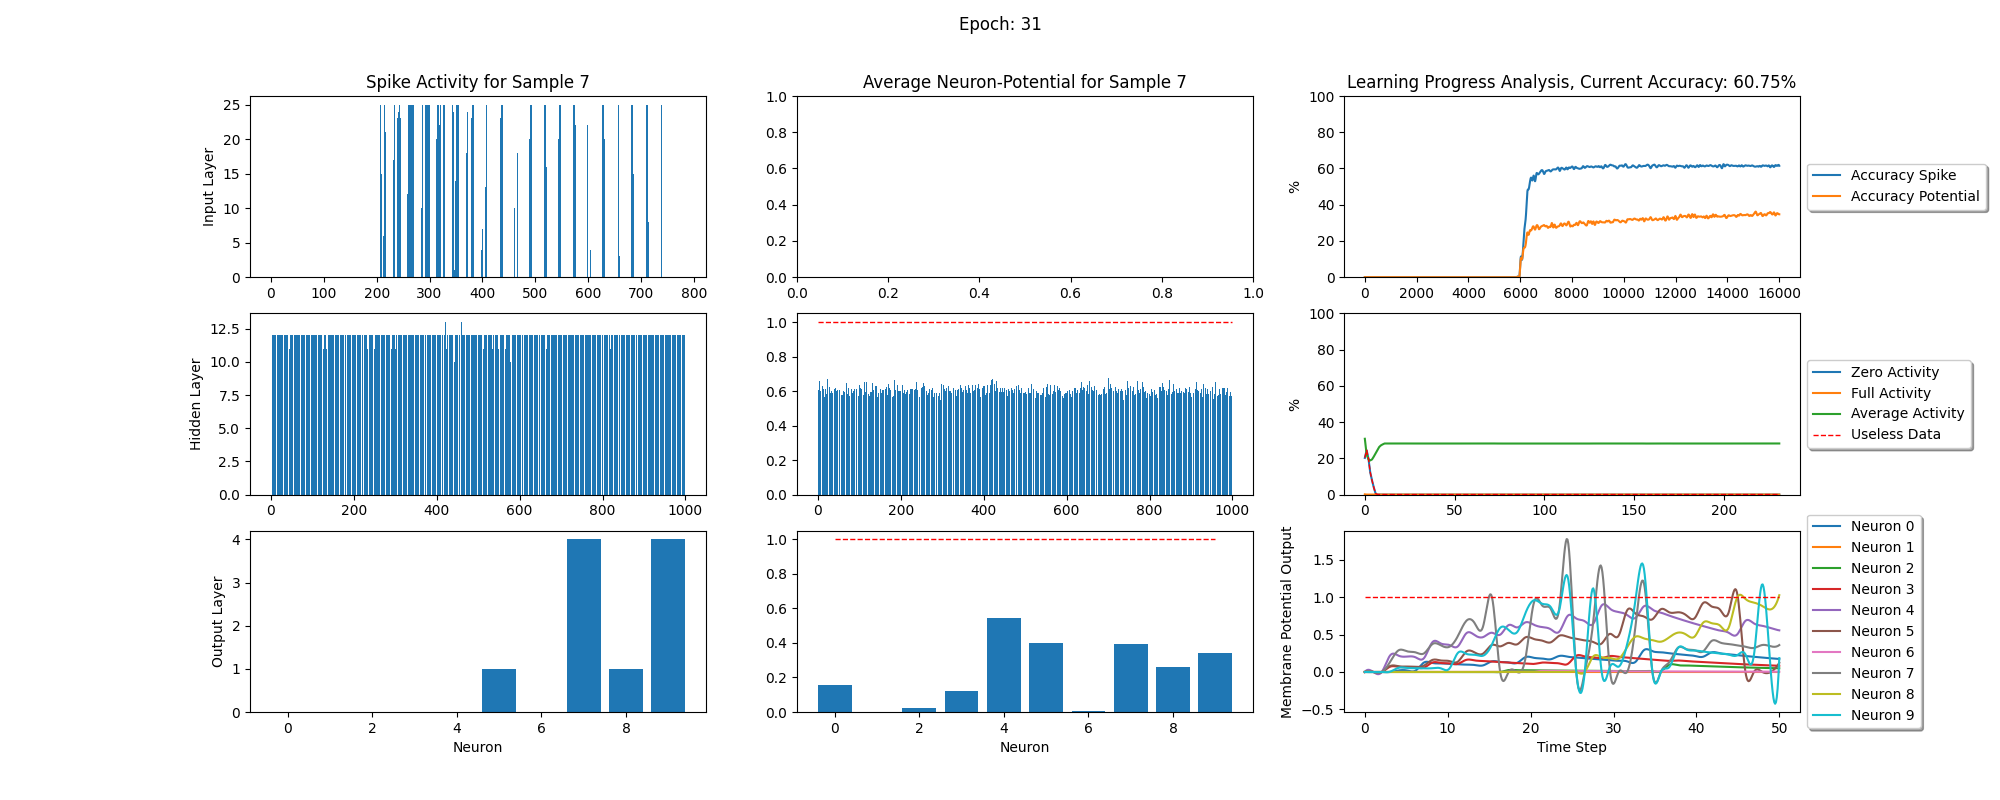 Epoch: 31
Spike Activity for Sample 7
Average Neuron-Potential for Sample 7
Learning Progress Analysis, Current Accuracy: 60.75%
Input Layer
25
20
15
10
5
0
0 100 200 300 400 500 600 700 800
1.0
0.8
0.6
0.4
0.2
0.0
0.0 0.2 0.4 0.6 0.8 1.0
%
100
80
60
40
20
0
0 2000 4000 6000 8000 10000 12000 14000 16000
Accuracy Spike
Accuracy Potential
Hidden Layer
12.5
10.0
7.5
5.0
2.5
0.0
0 200 400 600 800 1000
1.0
0.8
0.6
0.4
0.2
0.0
0 200 400 600 800 1000
%
100
80
60
40
20
0
0 50 100 150 200
Zero Activity
Full Activity
Average Activity
Useless Data
Output Layer
4
3
2
1
0
0 2 4 6 8
Neuron
1.0
0.8
0.6
0.4
0.2
0.0
0 2 4 6 8
Neuron
Membrane Potential Output
1.5
1.0
0.5
0.0
−0.5
0 10 20 30 40 50
Time Step
Neuron 0
Neuron 1
Neuron 2
Neuron 3
Neuron 4
Neuron 5
Neuron 6
Neuron 7
Neuron 8
Neuron 9